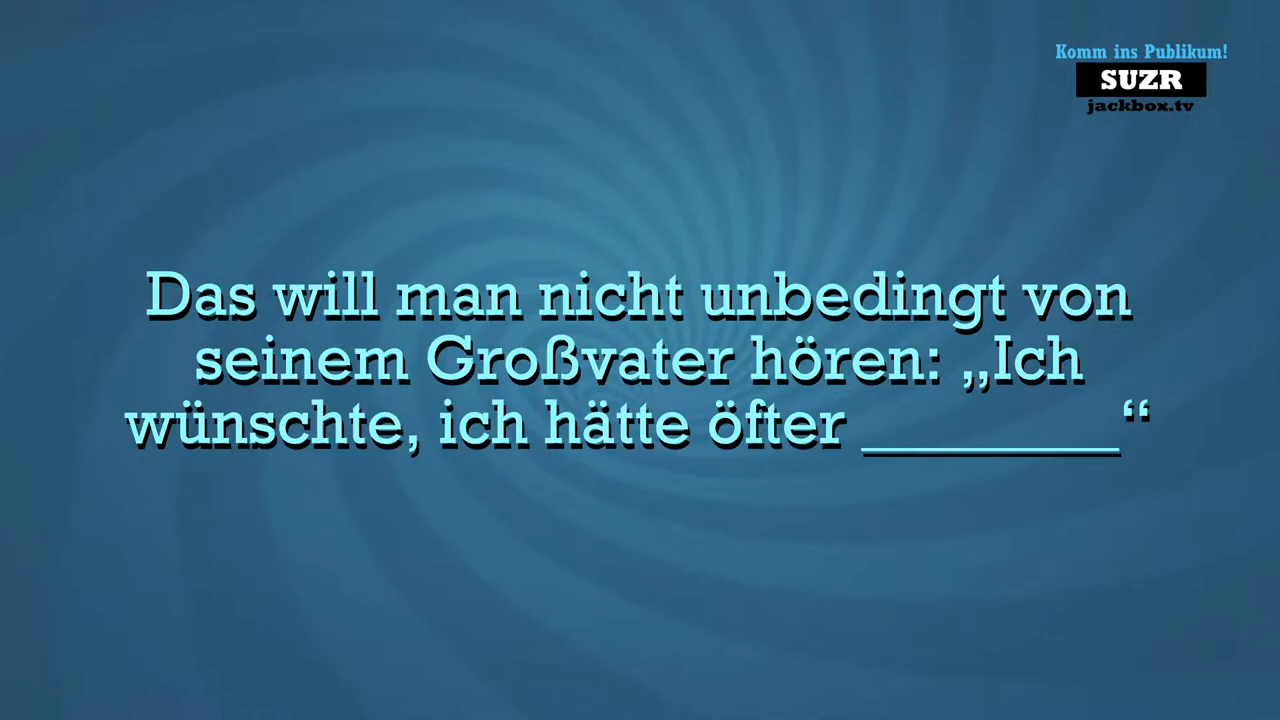 Komm ins Publikum!
SUZR
jackbox.tv
Das will man nicht unbedingt von
seinem Großvater hören: „Ich
wünschte, ich hätte öfter ________“